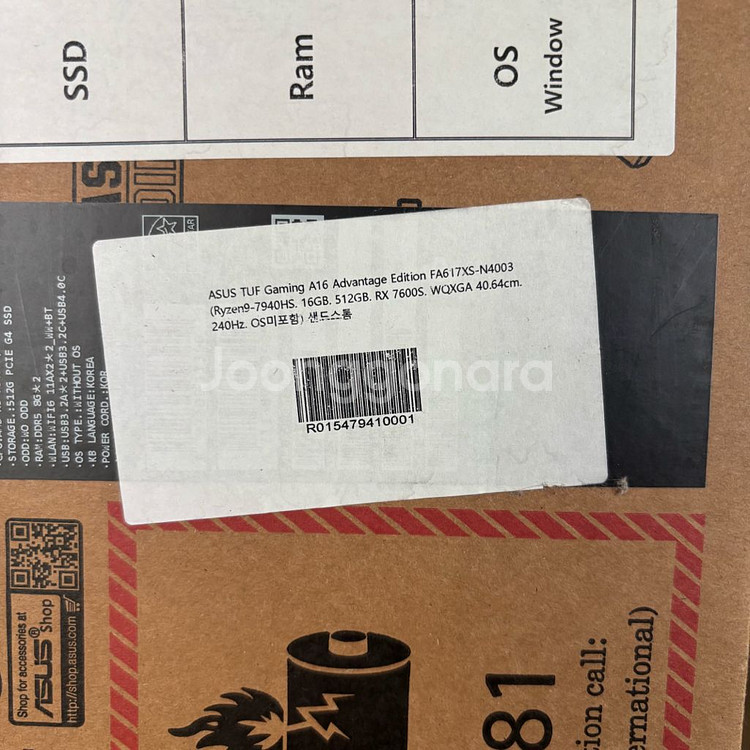 SSD
Ram
OS
Window
ASUS TUF Gaming A16 Advantage Edition FA617XS-N4003
(Ryzen9-7940HS. 16GB. 512GB. RX 7600S. WQXGA 40.64cm.
240Hz. OS미포함) 샌드스톰
Joonggonara
R015479410001
STORAGE.:512G PCIE G4 SSD
ODD:WO ODD
RAM:DDR5 8G*2
WLAN:WIFI6 11AX2*2_WW+BT
USB:USB3.2A*2+USB3.2C+USB4.0C
OS TYPE.:WITHOUT OS
KB LANGUAGE:KOREA
POWER CORD.:KOR
Shop for accessories at
ASUS® Shop
http://shop.asus.com
81
ion call:
ernational)